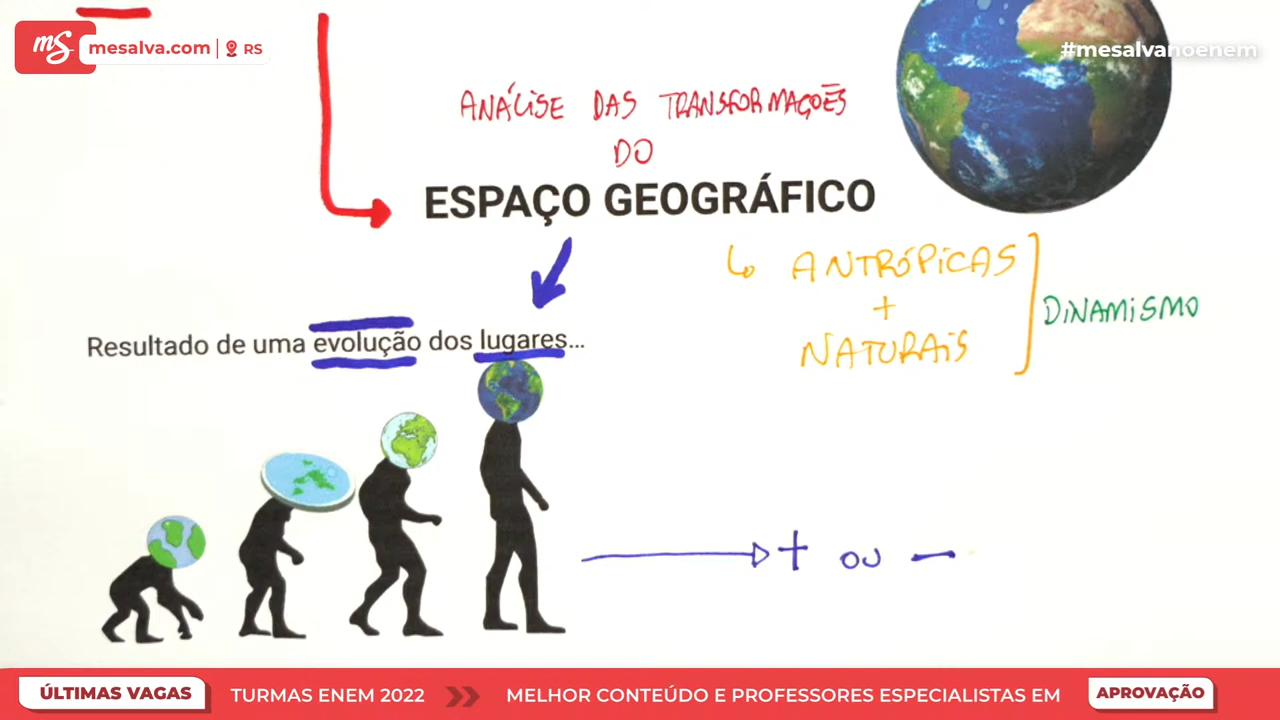 mS mesalva.com | RS
#mesalvanoenem
ANÁLISE DAS TRANSFORMAÇÕES
DO
ESPAÇO GEOGRÁFICO
↳ ANTRÓPICAS
+
NATURAIS
DINAMISMO
Resultado de uma evolução dos lugares...
+ ou -
ÚLTIMAS VAGAS TURMAS ENEM 2022 >> MELHOR CONTEÚDO E PROFESSORES ESPECIALISTAS EM APROVAÇÃO